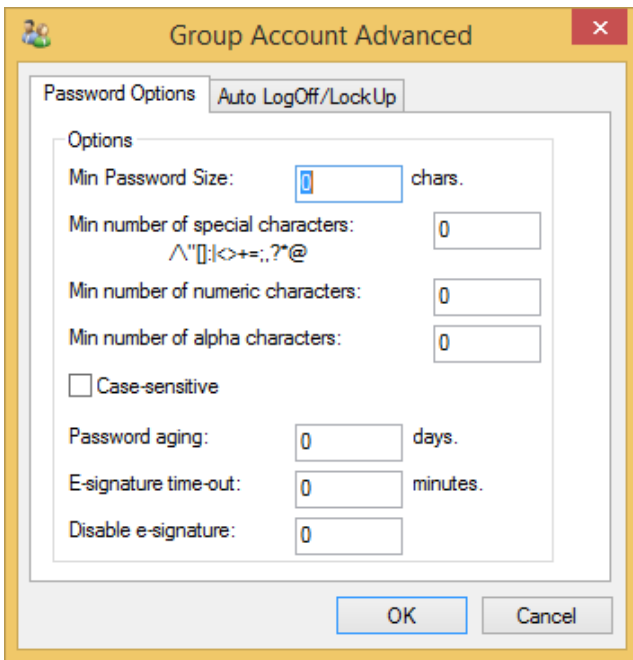 Group Account Advanced
Password Options Auto LogOff/LockUp
Options
Min Password Size: 0 chars.
Min number of special characters: 0
/\"[]:|<>+=;,?*@
Min number of numeric characters: 0
Min number of alpha characters: 0
Case-sensitive
Password aging: 0 days.
E-signature time-out: 0 minutes.
Disable e-signature: 0
OK Cancel